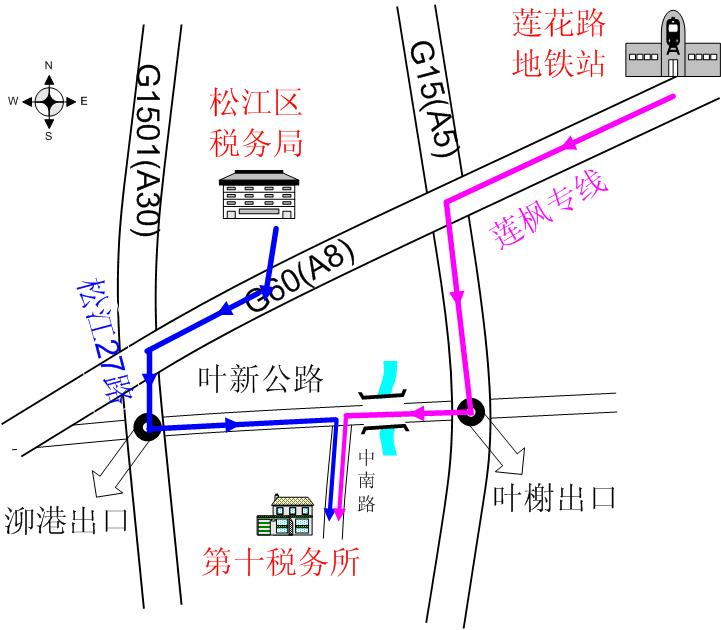 莲花路
地铁站
G15(A5)
N
W
E
S
G1501(A30)
松江区
税务局
莲枫专线
G60(A8)
松江27路
叶新公路
中南路
泖港出口
叶榭出口
第十税务所